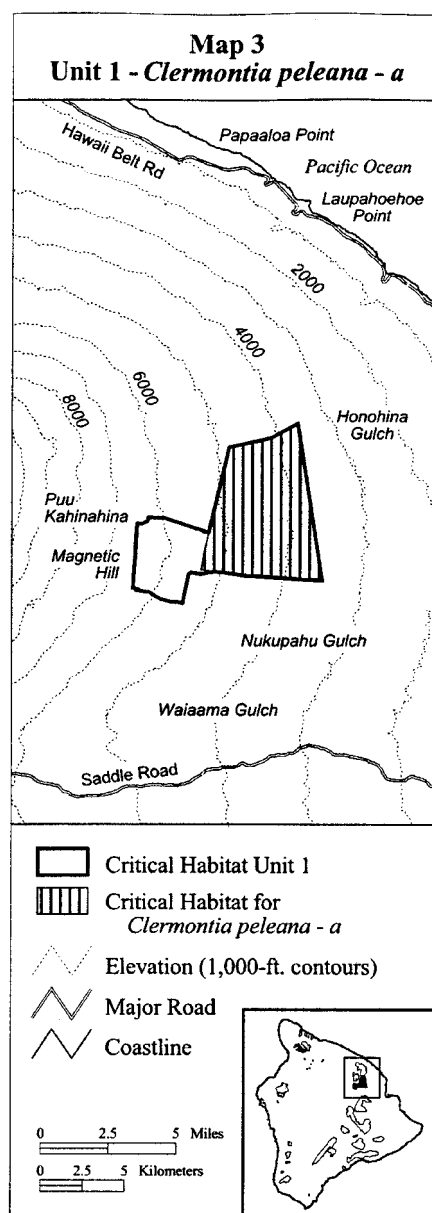 Map 3
Unit 1 - Clermontia peleana - a
Papaaloa Point
Hawaii Belt Rd
Pacific Ocean
Laupahoehoe
Point
2000
4000
6000
8000
Honohina
Gulch
Puu
Kahinahina
Magnetic
Hill
Nukupahu Gulch
Waiaama Gulch
Saddle Road
Critical Habitat Unit 1
Critical Habitat for
Clermontia peleana - a
Elevation (1,000-ft. contours)
Major Road
Coastline
0 2.5 5 Miles
0 2.5 5 Kilometers